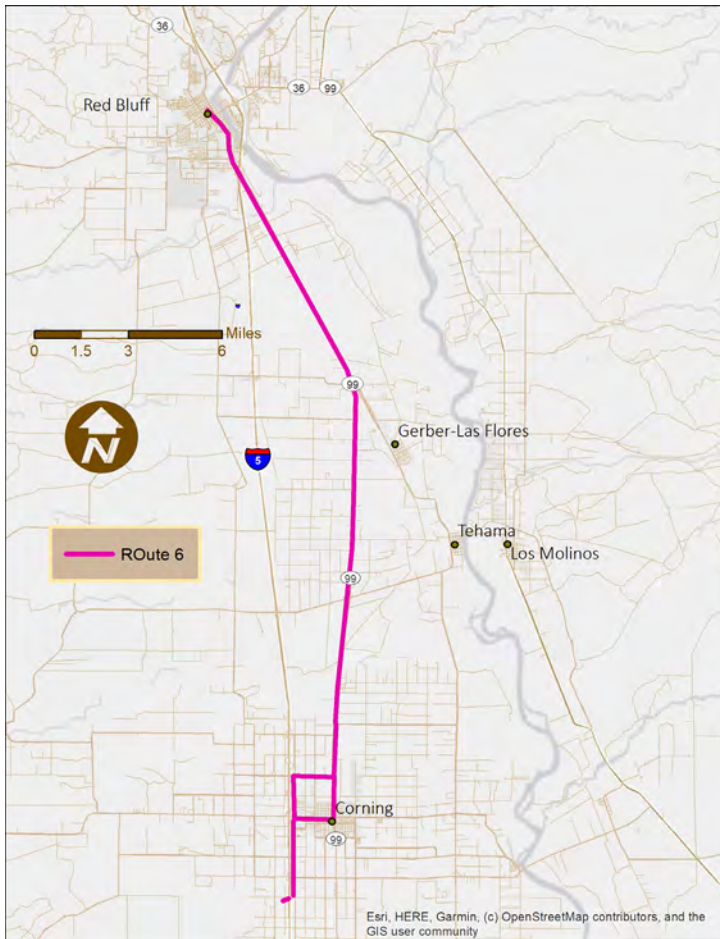 36
36
99
Red Bluff
Miles
0
1.5
3
6
99
Gerber-Las Flores
5
N
Tehama
Los Molinos
ROute 6
99
Corning
99
Esri, HERE, Garmin, (c) OpenStreetMap contributors, and the
GIS user community